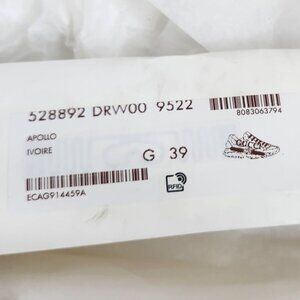 528892 DRW00 9522
8083063794
APOLLO
IVOIRE
G 39
RFID
ECAG914459A